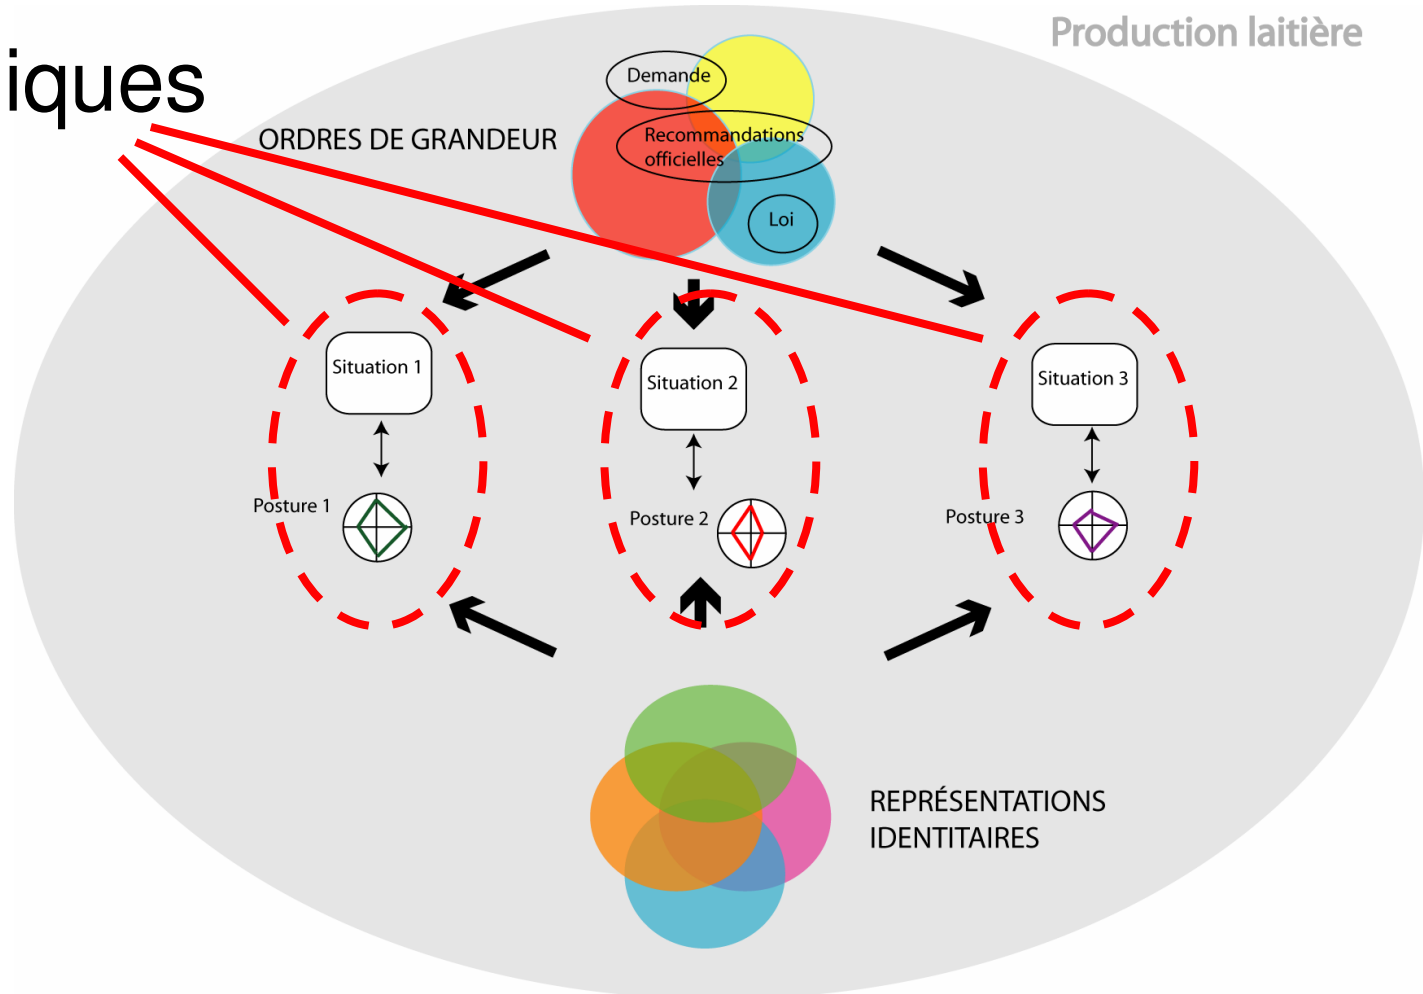 Production laitière
iques
Demande
ORDRES DE GRANDEUR
Recommandations
officielles
Loi
Situation 1
Situation 2
Situation 3
Posture 1
Posture 2
Posture 3
REPRÉSENTATIONS
IDENTITAIRES